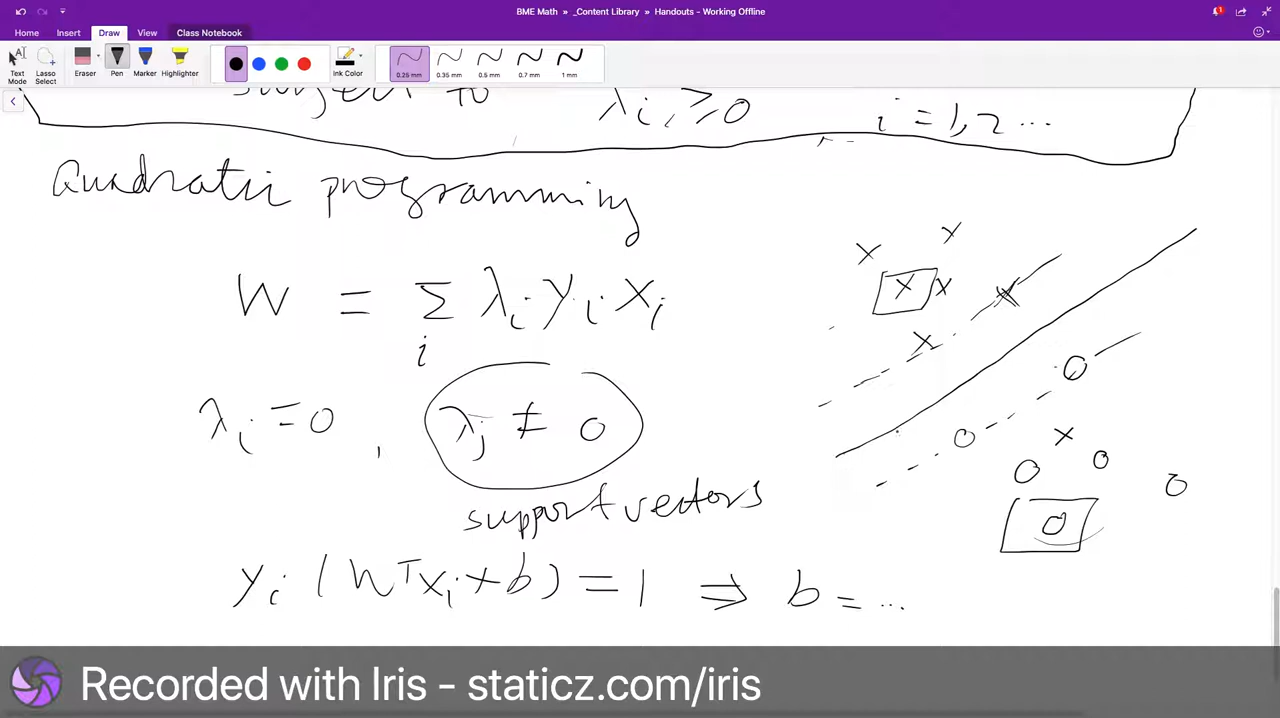 BME Math » _Content Library » Handouts - Working Offline
Home Insert Draw View Class Notebook
Text Mode Lasso Select Eraser Pen Marker Highlighter Ink Color 0.25 mm 0.35 mm 0.5 mm 0.7 mm 1 mm
subject to λi ≥ 0 i = 1, 2 ...
Quadratic programming
W = Σ λi yi xi
i
λi = 0 , λj ≠ 0
support vectors
yi (WᵀXi + b) = 1 ⇒ b = ...
Recorded with Iris - staticz.com/iris